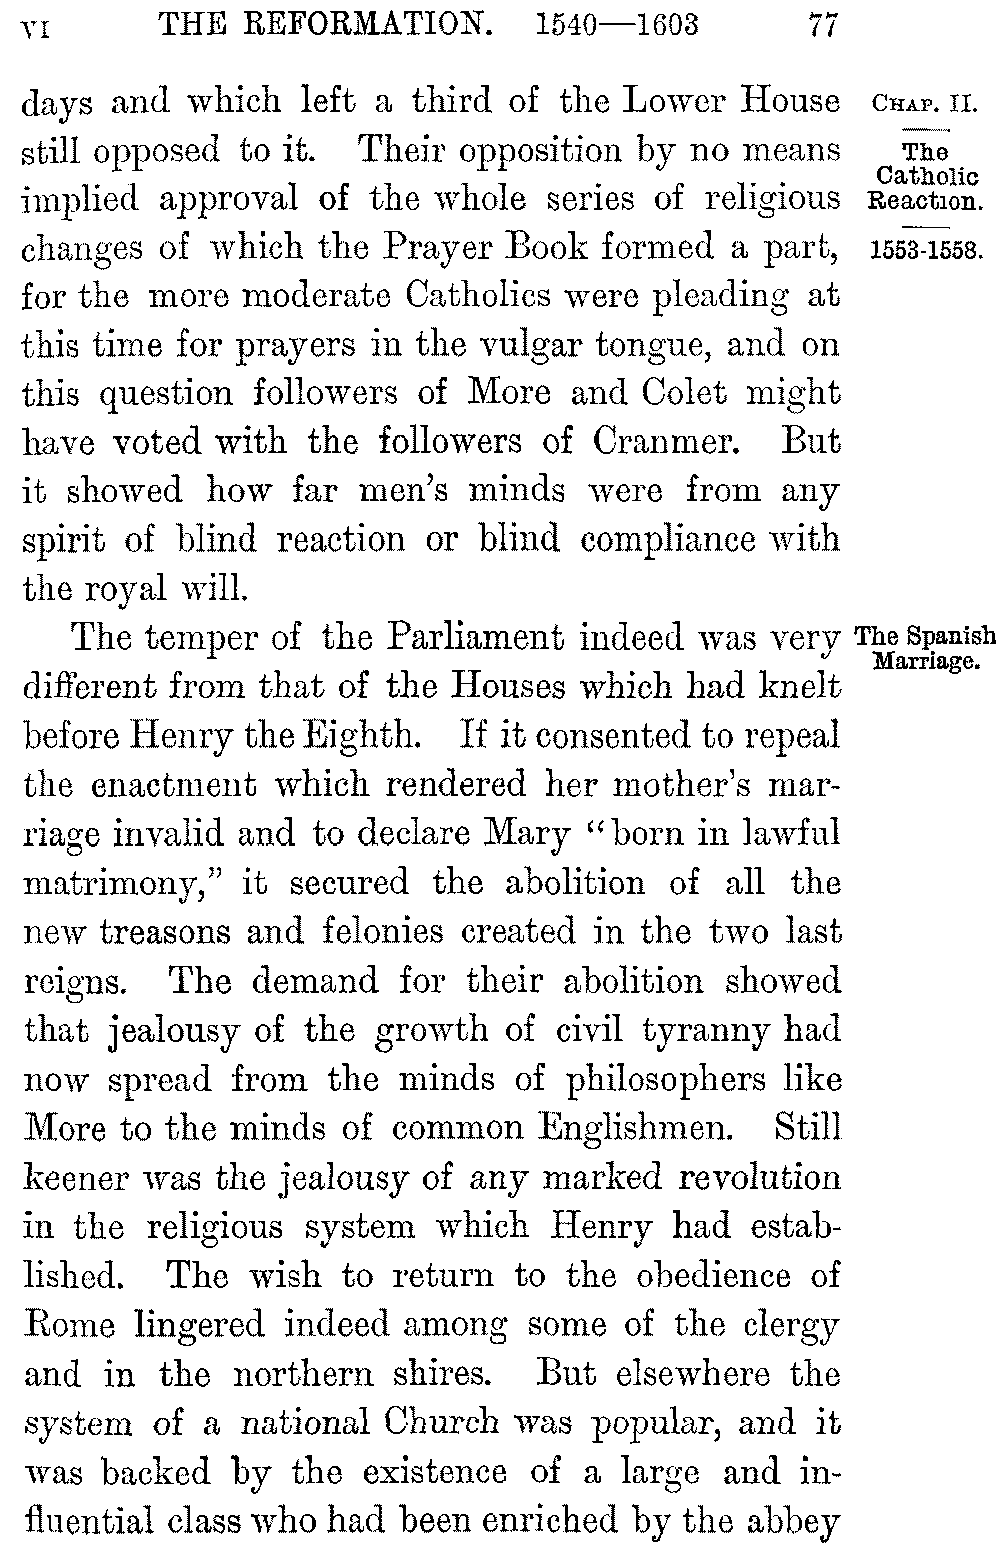 VI THE REFORMATION. 1540—1603 77
days and which left a third of the Lower House
still opposed to it. Their opposition by no means
implied approval of the whole series of religious
changes of which the Prayer Book formed a part,
for the more moderate Catholics were pleading at
this time for prayers in the vulgar tongue, and on
this question followers of More and Colet might
have voted with the followers of Cranmer. But
it showed how far men's minds were from any
spirit of blind reaction or blind compliance with
the royal will.
CHAP. II.
The
Catholic
Reaction.
1553-1558.
The temper of the Parliament indeed was very
different from that of the Houses which had knelt
before Henry the Eighth. If it consented to repeal
the enactment which rendered her mother's mar-
riage invalid and to declare Mary "born in lawful
matrimony," it secured the abolition of all the
new treasons and felonies created in the two last
reigns. The demand for their abolition showed
that jealousy of the growth of civil tyranny had
now spread from the minds of philosophers like
More to the minds of common Englishmen. Still
keener was the jealousy of any marked revolution
in the religious system which Henry had estab-
lished. The wish to return to the obedience of
Rome lingered indeed among some of the clergy
and in the northern shires. But elsewhere the
system of a national Church was popular, and it
was backed by the existence of a large and in-
fluential class who had been enriched by the abbey
The Spanish
Marriage.